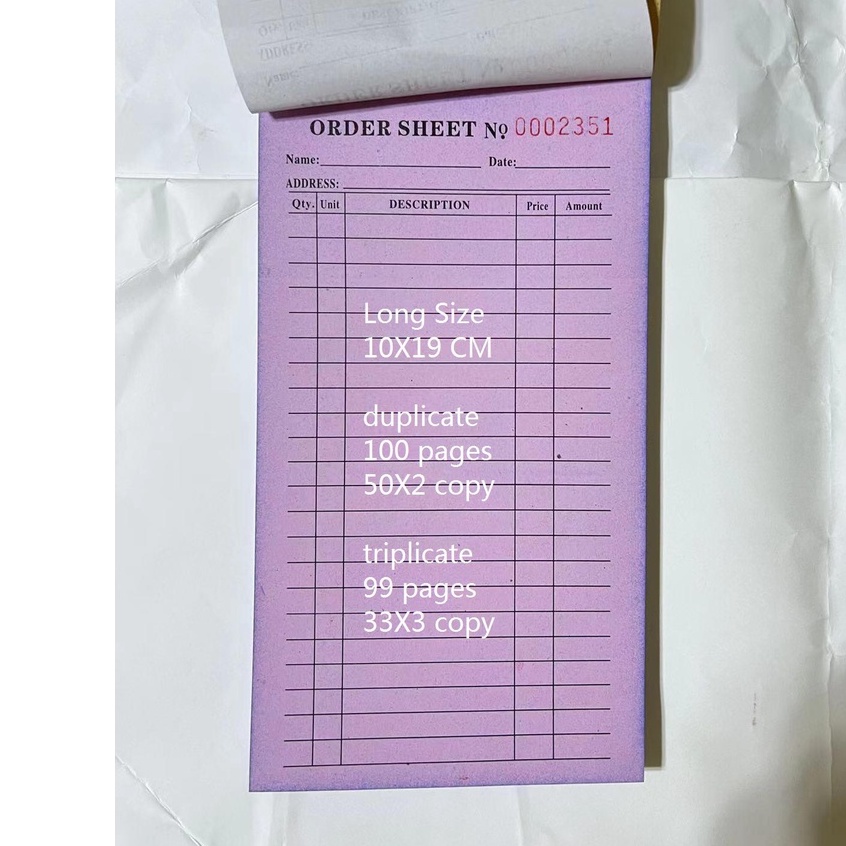 ORDER SHEET No 0002351
Name: Date:
ADDRESS:
Qty. Unit DESCRIPTION Price Amount
Long Size
10X19 CM
duplicate
100 pages
50X2 copy
triplicate
99 pages
33X3 copy